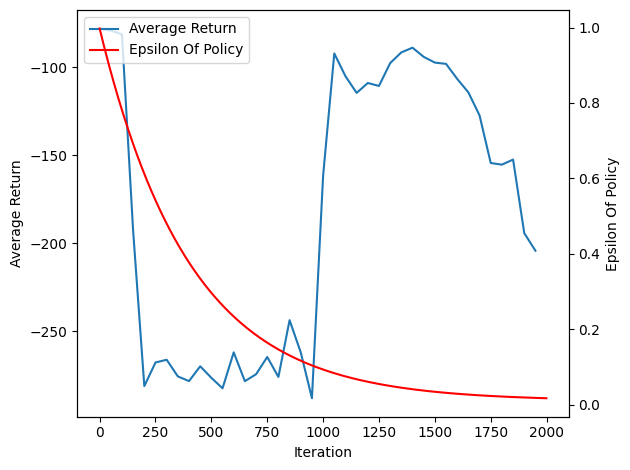 Average Return
Epsilon Of Policy
−100
−150
−200
−250
Average Return
1.0
0.8
0.6
0.4
0.2
0.0
Epsilon Of Policy
0 250 500 750 1000 1250 1500 1750 2000
Iteration